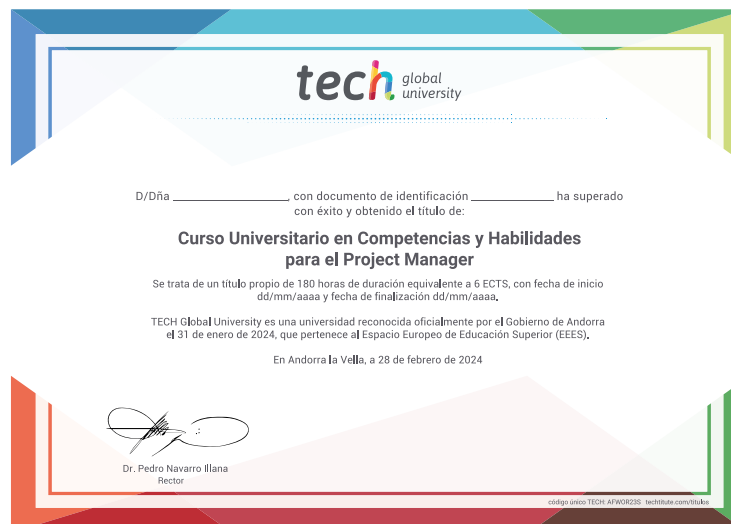 tech global university
D/Dña ____________________, con documento de identificación ______________ ha superado
con éxito y obtenido el título de:
Curso Universitario en Competencias y Habilidades
para el Project Manager
Se trata de un título propio de 180 horas de duración equivalente a 6 ECTS, con fecha de inicio
dd/mm/aaaa y fecha de finalización dd/mm/aaaa.
TECH Global University es una universidad reconocida oficialmente por el Gobierno de Andorra
el 31 de enero de 2024, que pertenece al Espacio Europeo de Educación Superior (EEES).
En Andorra la Vella, a 28 de febrero de 2024
Dr. Pedro Navarro Illana
Rector
código único TECH: AFWOR23S techtitute.com/titulos